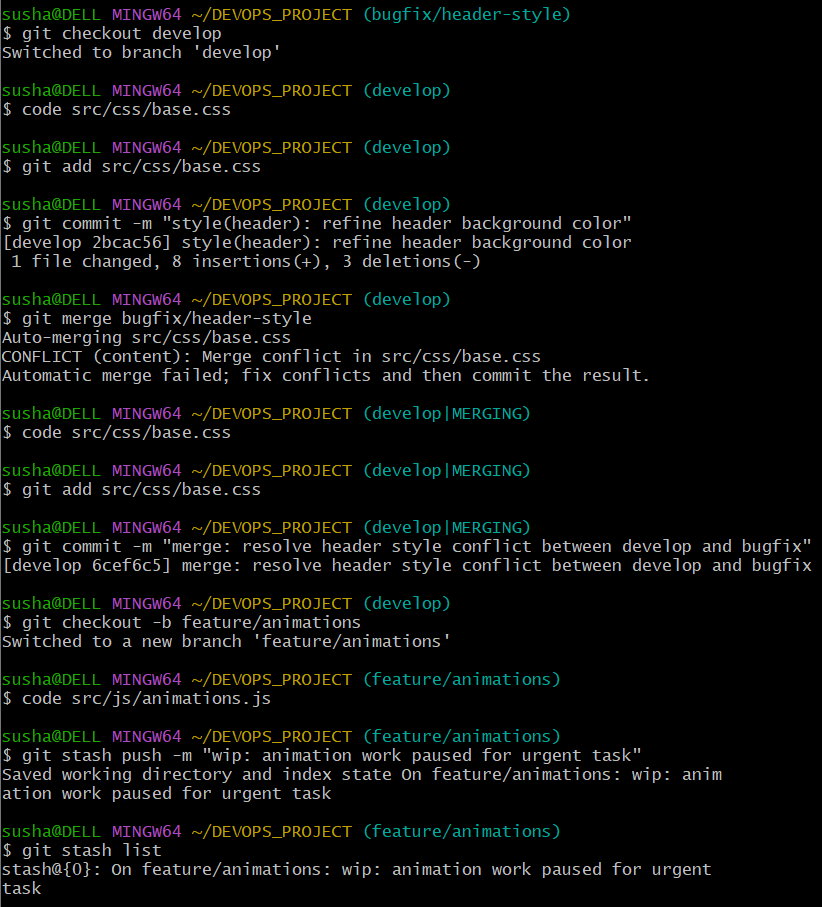 susha@DELL MINGW64 ~/DEVOPS_PROJECT (bugfix/header-style)
$ git checkout develop
Switched to branch 'develop'

susha@DELL MINGW64 ~/DEVOPS_PROJECT (develop)
$ code src/css/base.css

susha@DELL MINGW64 ~/DEVOPS_PROJECT (develop)
$ git add src/css/base.css

susha@DELL MINGW64 ~/DEVOPS_PROJECT (develop)
$ git commit -m "style(header): refine header background color"
[develop 2bcac56] style(header): refine header background color
 1 file changed, 8 insertions(+), 3 deletions(-)

susha@DELL MINGW64 ~/DEVOPS_PROJECT (develop)
$ git merge bugfix/header-style
Auto-merging src/css/base.css
CONFLICT (content): Merge conflict in src/css/base.css
Automatic merge failed; fix conflicts and then commit the result.

susha@DELL MINGW64 ~/DEVOPS_PROJECT (develop|MERGING)
$ code src/css/base.css

susha@DELL MINGW64 ~/DEVOPS_PROJECT (develop|MERGING)
$ git add src/css/base.css

susha@DELL MINGW64 ~/DEVOPS_PROJECT (develop|MERGING)
$ git commit -m "merge: resolve header style conflict between develop and bugfix"
[develop 6cef6c5] merge: resolve header style conflict between develop and bugfix

susha@DELL MINGW64 ~/DEVOPS_PROJECT (develop)
$ git checkout -b feature/animations
Switched to a new branch 'feature/animations'

susha@DELL MINGW64 ~/DEVOPS_PROJECT (feature/animations)
$ code src/js/animations.js

susha@DELL MINGW64 ~/DEVOPS_PROJECT (feature/animations)
$ git stash push -m "wip: animation work paused for urgent task"
Saved working directory and index state On feature/animations: wip: anim
ation work paused for urgent task

susha@DELL MINGW64 ~/DEVOPS_PROJECT (feature/animations)
$ git stash list
stash@{0}: On feature/animations: wip: animation work paused for urgent
task